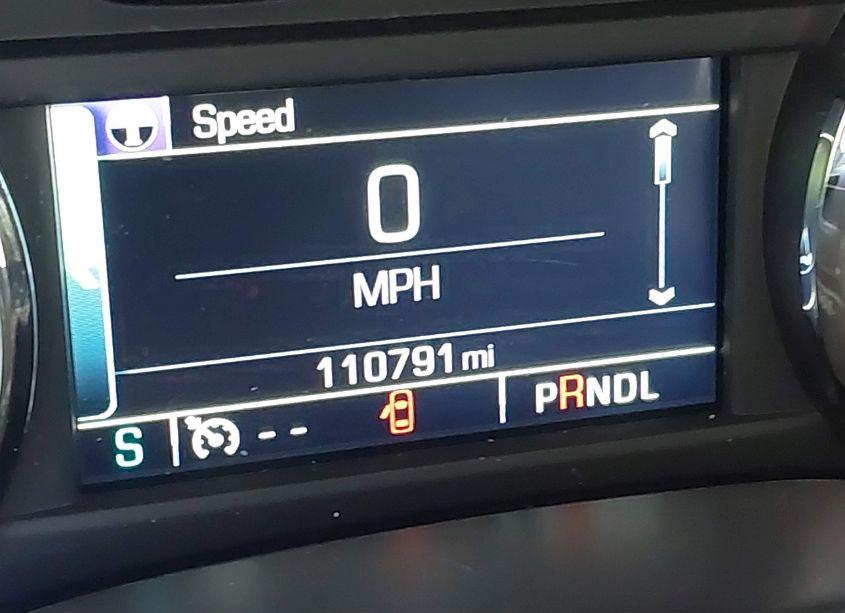 Speed
0
MPH
110791 mi
S -- PRNDL